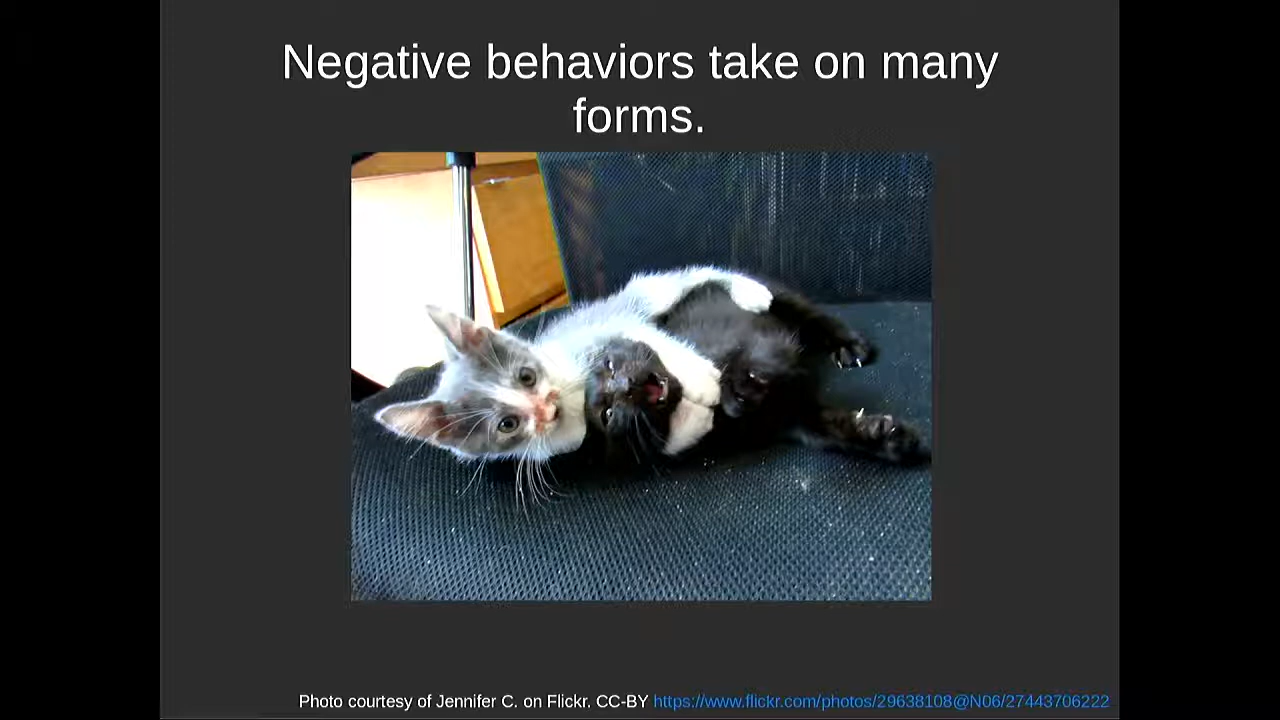 Negative behaviors take on many
forms.
Photo courtesy of Jennifer C. on Flickr. CC-BY https://www.flickr.com/photos/29638108@N06/27443706222